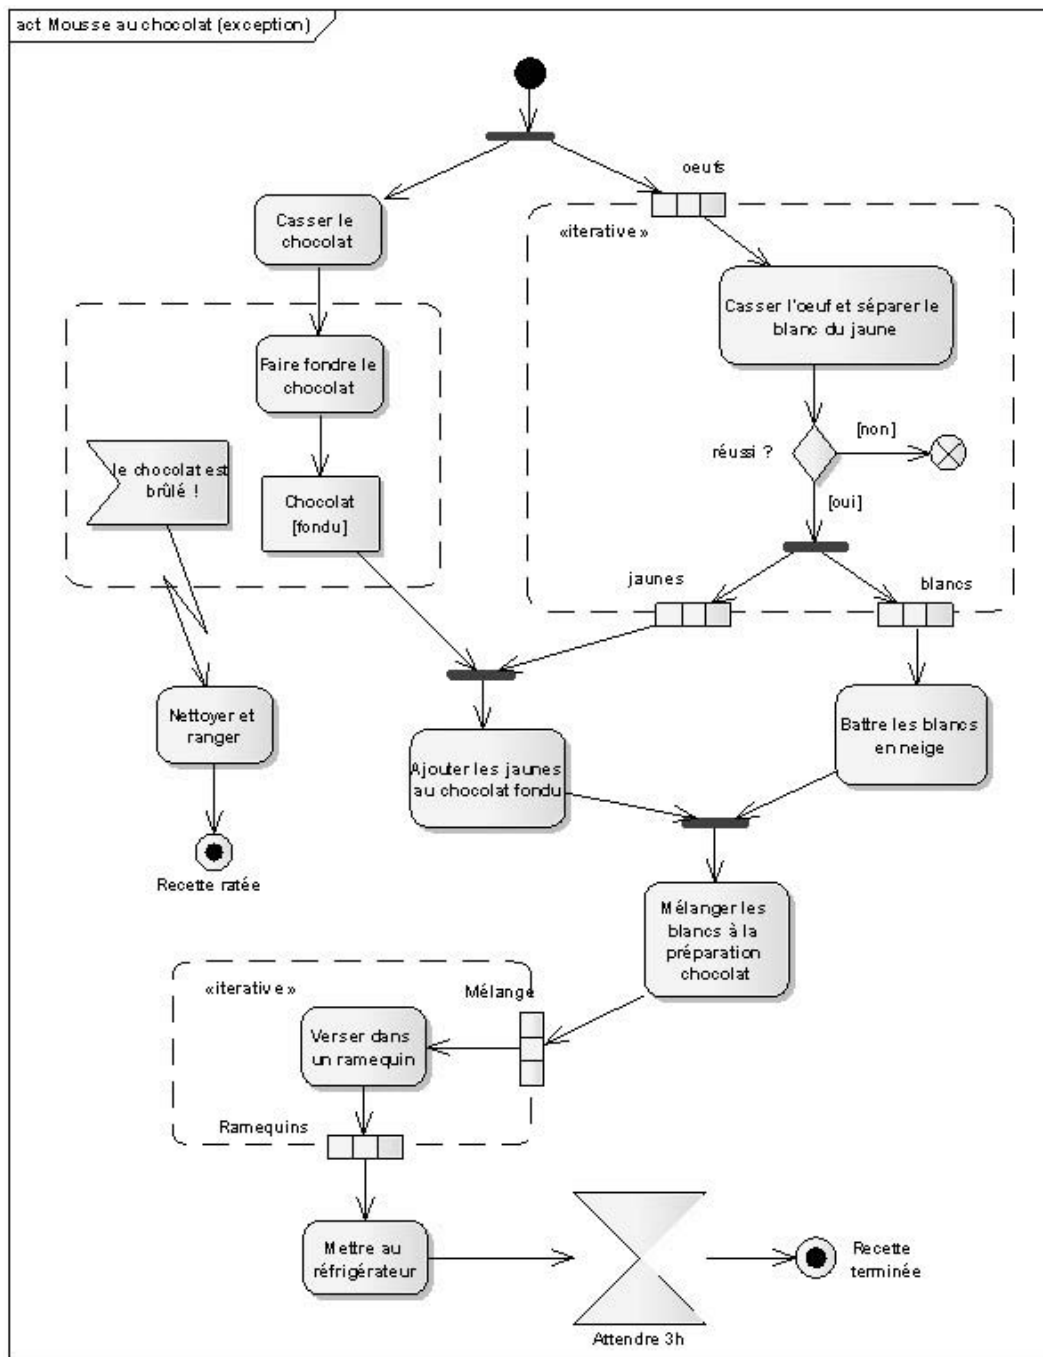 act Mousse au chocolat (exception)
oeufs
Casser le
chocolat
«iterative»
Casser l'oeuf et séparer le
blanc du jaune
Faire fondre le
chocolat
[non]
réussi ?
le chocolat est
brûlé !
Chocolat
[fondu]
[oui]
jaunes
blancs
Nettoyer et
ranger
Battre les blancs
en neige
Ajouter les jaunes
au chocolat fondu
Recette ratée
Mélanger les
blancs à la
préparation
chocolat
«iterative»
Mélange
Verser dans
un ramequin
Ramequins
Mettre au
réfrigérateur
Recette
terminée
Attendre 3h